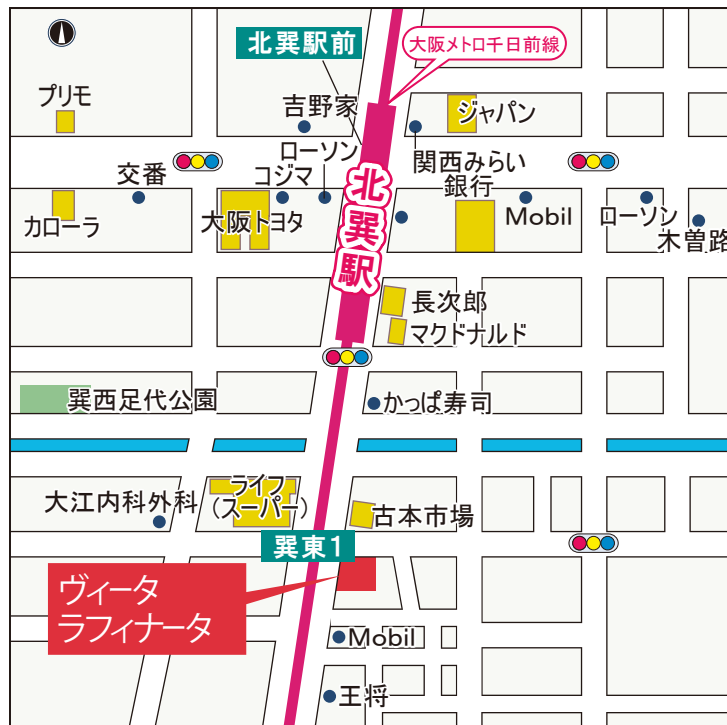 北巽駅前
大阪メトロ千日前線
プリモ
吉野家
ジャパン
ローソン
関西みらい
銀行
交番
コジマ
北巽駅
カローラ
大阪トヨタ
Mobil
ローソン
木曽路
長次郎
マクドナルド
巽西足代公園
かっぱ寿司
大江内科外科
ライフ
(スーパー)
古本市場
巽東1
ヴィータ
ラフィナータ
Mobil
王将